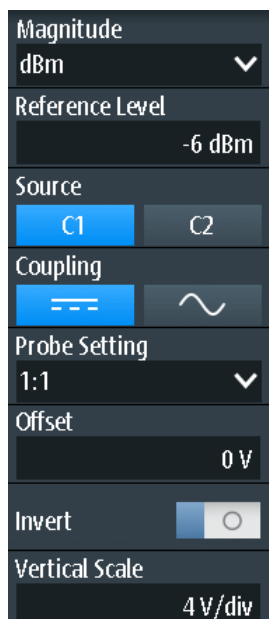 Magnitude
dBm
Reference Level
-6 dBm
Source
C1 C2
Coupling
Probe Setting
1:1
Offset
0 V
Invert
Vertical Scale
4 V/div